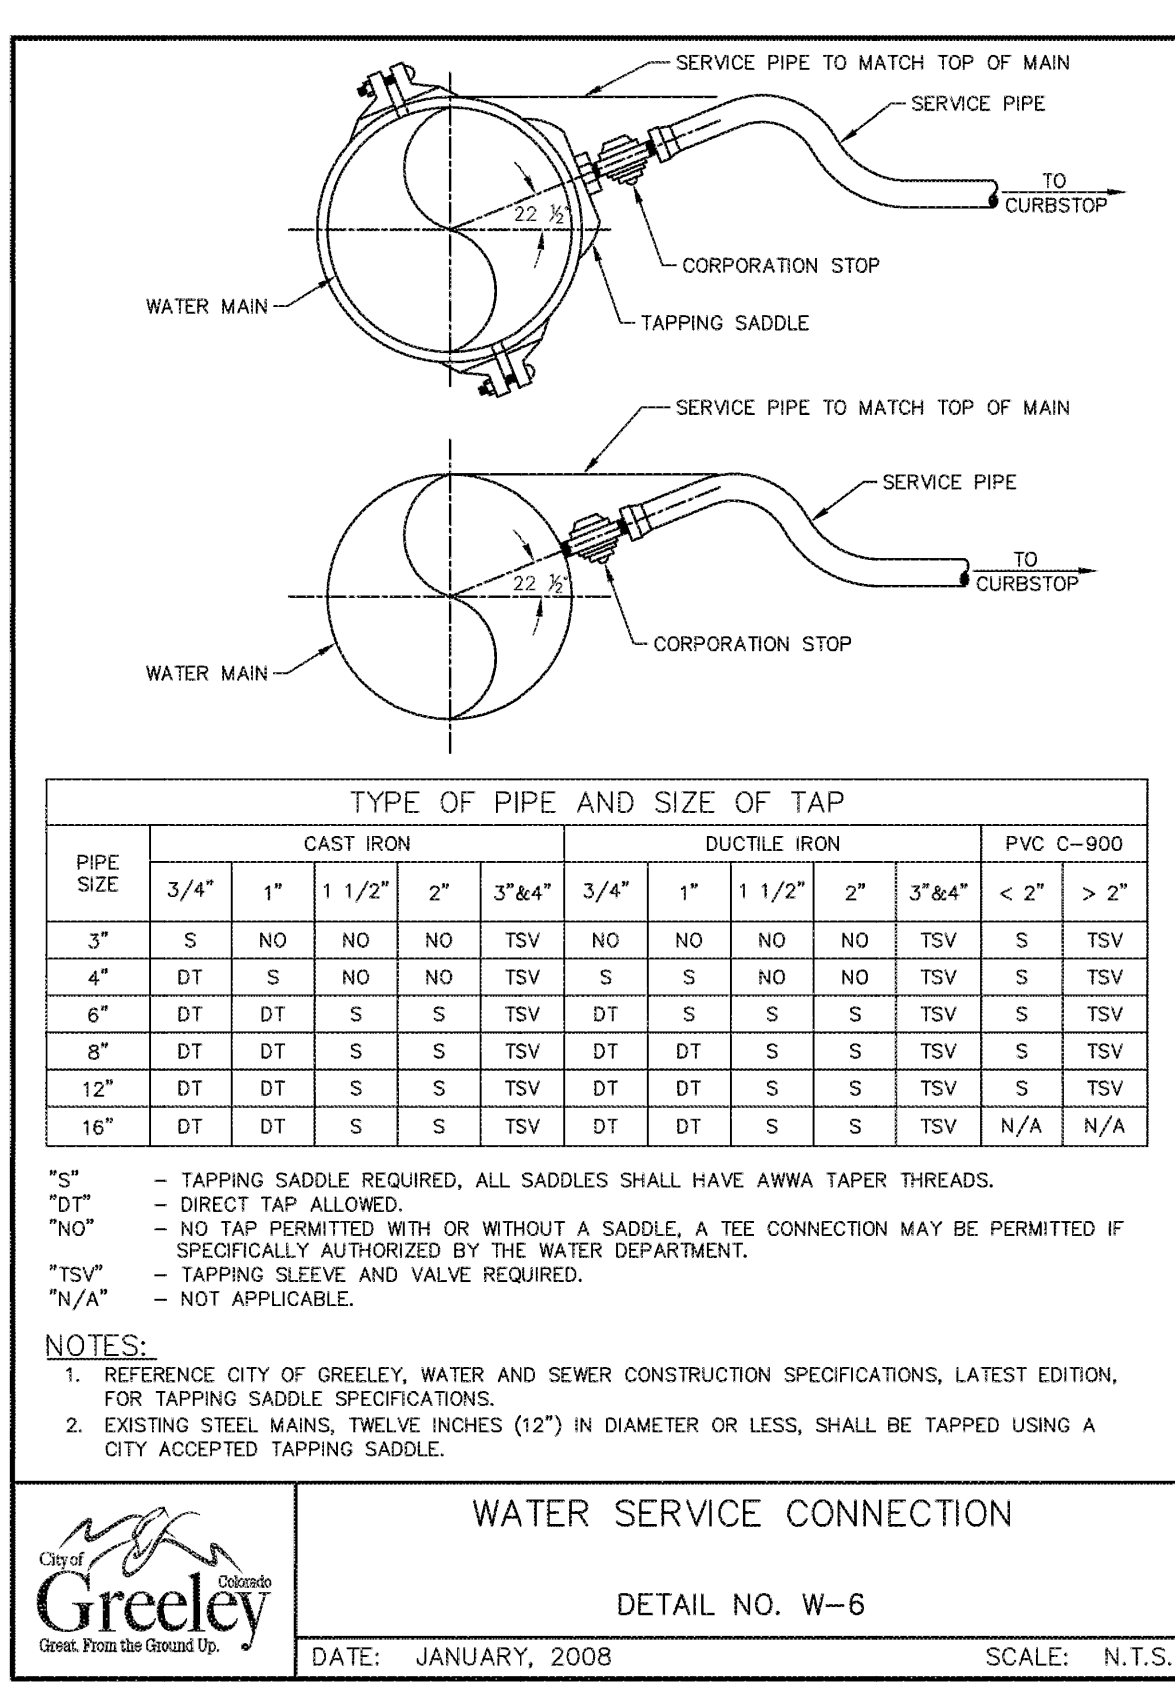 SERVICE PIPE TO MATCH TOP OF MAIN
SERVICE PIPE
TO
CURBSTOP
22 ½°
CORPORATION STOP
WATER MAIN
TAPPING SADDLE
SERVICE PIPE TO MATCH TOP OF MAIN
SERVICE PIPE
TO
CURBSTOP
22 ½°
CORPORATION STOP
WATER MAIN
TYPE OF PIPE AND SIZE OF TAP
PIPE SIZE CAST IRON DUCTILE IRON PVC C-900
3/4" 1" 1 1/2" 2" 3"&4" 3/4" 1" 1 1/2" 2" 3"&4" < 2" > 2"
3" S NO NO NO TSV NO NO NO NO TSV S TSV
4" DT S NO NO TSV S S NO NO TSV S TSV
6" DT DT S S TSV DT S S S TSV S TSV
8" DT DT S S TSV DT DT S S TSV S TSV
12" DT DT S S TSV DT DT S S TSV S TSV
16" DT DT S S TSV DT DT S S TSV N/A N/A
"S" - TAPPING SADDLE REQUIRED, ALL SADDLES SHALL HAVE AWWA TAPER THREADS.
"DT" - DIRECT TAP ALLOWED.
"NO" - NO TAP PERMITTED WITH OR WITHOUT A SADDLE, A TEE CONNECTION MAY BE PERMITTED IF
SPECIFICALLY AUTHORIZED BY THE WATER DEPARTMENT.
"TSV" - TAPPING SLEEVE AND VALVE REQUIRED.
"N/A" - NOT APPLICABLE.
NOTES:
1. REFERENCE CITY OF GREELEY, WATER AND SEWER CONSTRUCTION SPECIFICATIONS, LATEST EDITION,
FOR TAPPING SADDLE SPECIFICATIONS.
2. EXISTING STEEL MAINS, TWELVE INCHES (12") IN DIAMETER OR LESS, SHALL BE TAPPED USING A
CITY ACCEPTED TAPPING SADDLE.
City of
Greeley
Colorado
Great. From the Ground Up.
WATER SERVICE CONNECTION
DETAIL NO. W-6
DATE: JANUARY, 2008
SCALE: N.T.S.